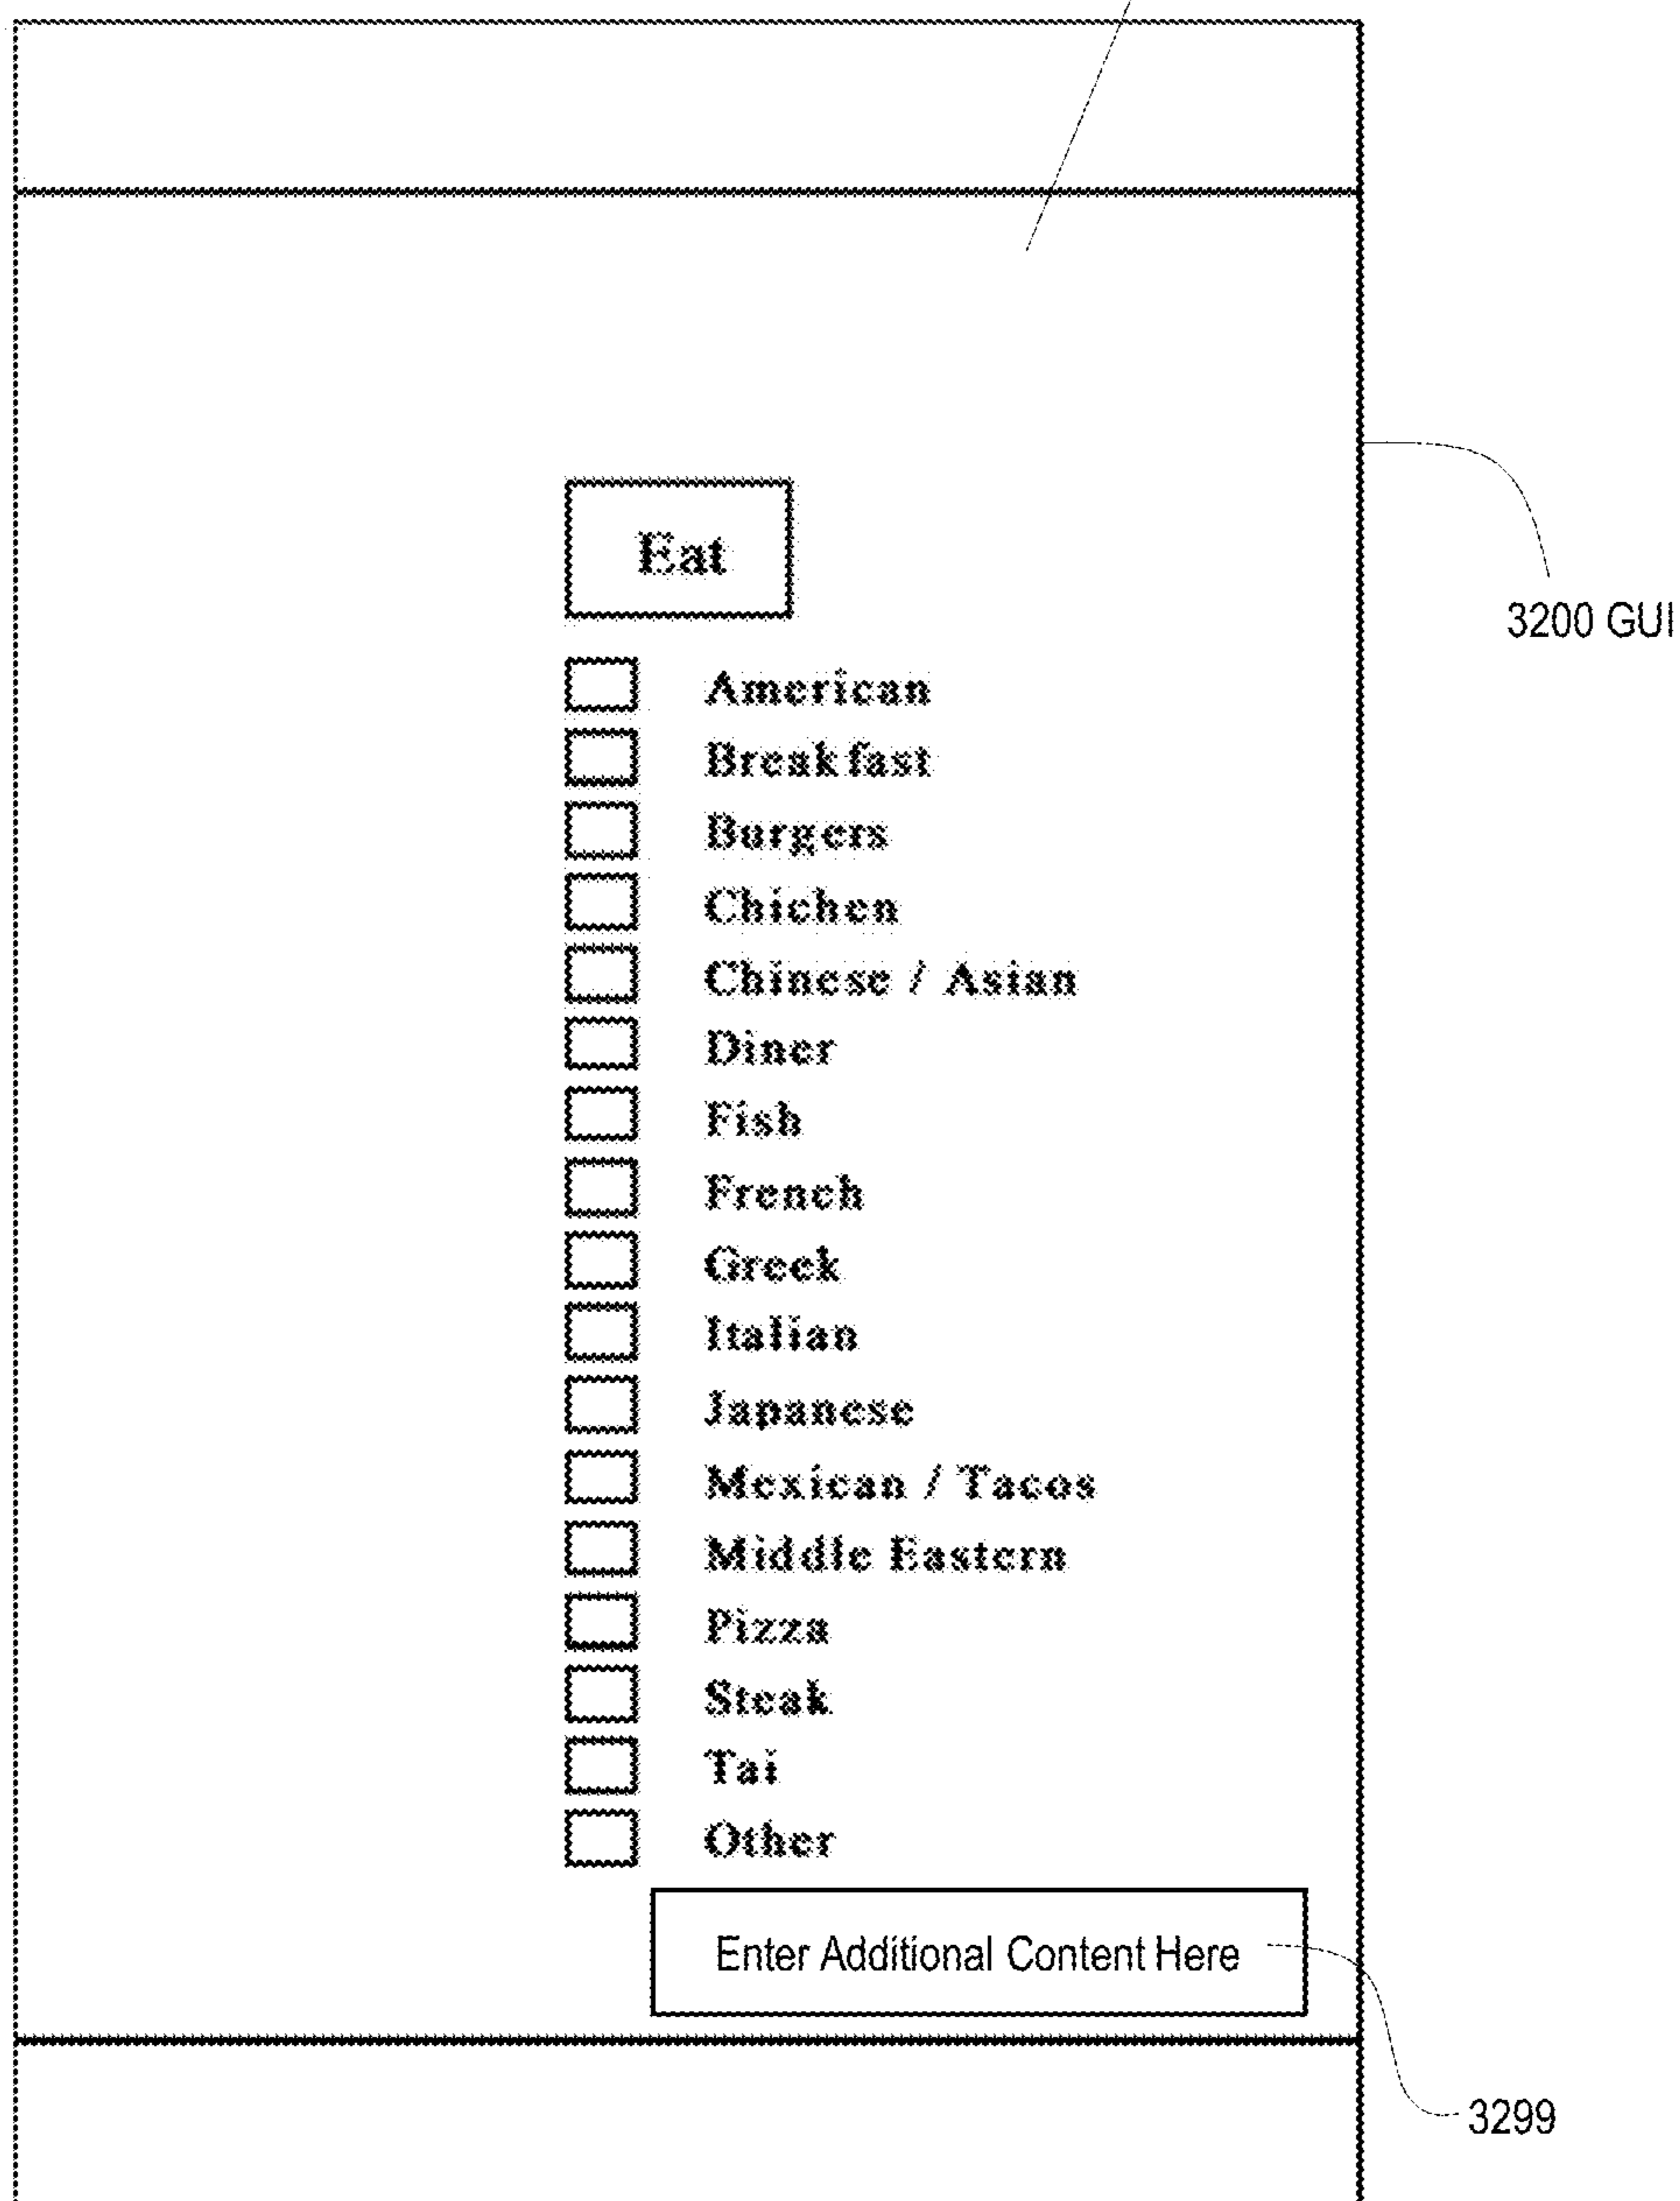 Eat
3200 GUI
American
Breakfast
Burgers
Chichen
Chinese / Asian
Diner
Fish
French
Greek
Italian
Japanese
Mexican / Tacos
Middle Eastern
Pizza
Steak
Tai
Other
Enter Additional Content Here
3299